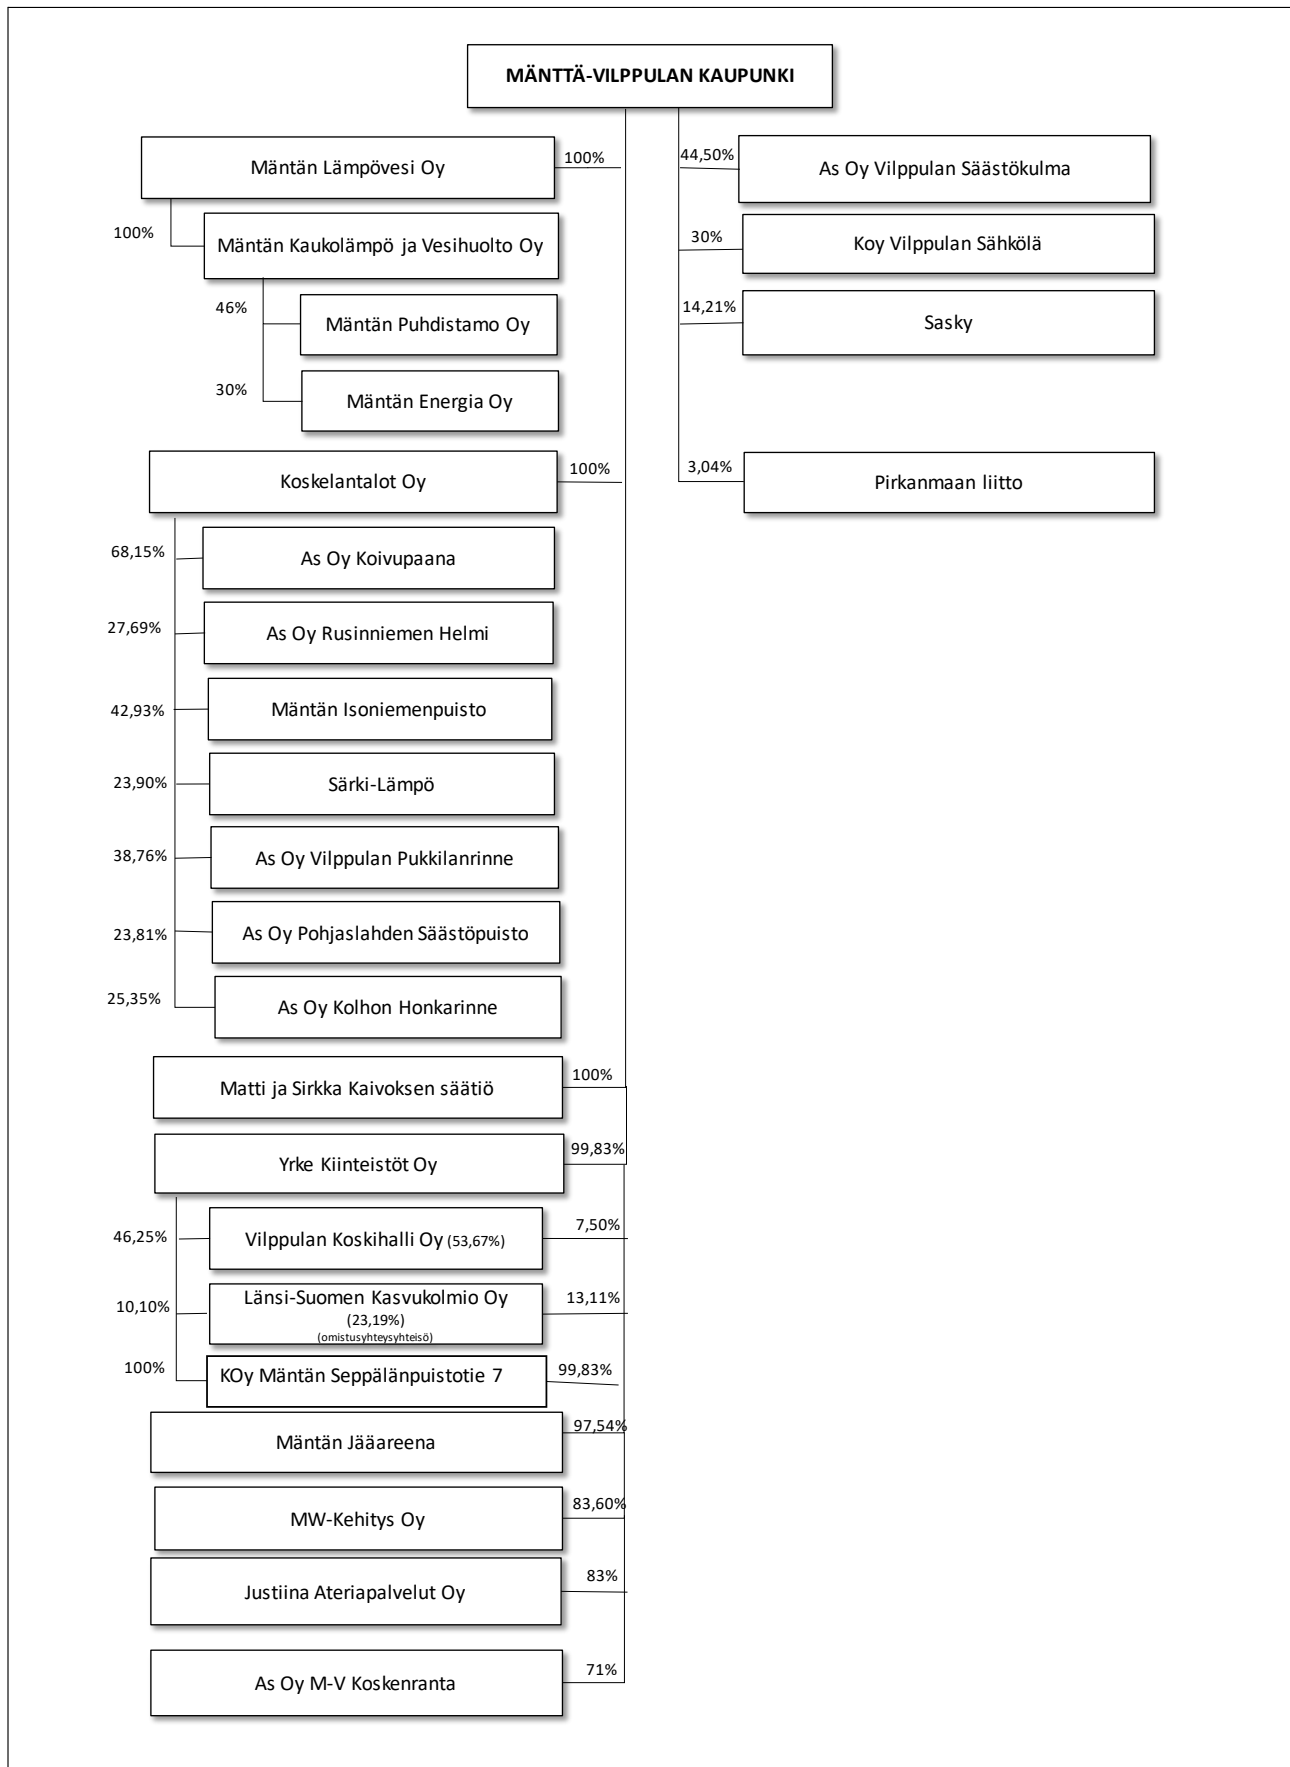 MÄNTTÄ-VILPPULAN KAUPUNKI
Mäntän Lämpövesi Oy
100%
100%
Mäntän Kaukolämpö ja Vesihuolto Oy
46%
Mäntän Puhdistamo Oy
30%
Mäntän Energia Oy
Koskelantalot Oy
100%
68,15%
As Oy Koivupaana
27,69%
As Oy Rusinniemen Helmi
42,93%
Mäntän Isoniemenpuisto
23,90%
Särki-Lämpö
38,76%
As Oy Vilppulan Pukkilanrinne
23,81%
As Oy Pohjaslahden Säästöpuisto
25,35%
As Oy Kolhon Honkarinne
Matti ja Sirkka Kaivoksen säätiö
100%
Yrke Kiinteistöt Oy
99,83%
46,25%
Vilppulan Koskihalli Oy (53,67%)
7,50%
10,10%
Länsi-Suomen Kasvukolmio Oy
(23,19%)
(omistusyhteysyhteisö)
13,11%
100%
KOy Mäntän Seppälänpuistotie 7
99,83%
Mäntän Jääareena
97,54%
MW-Kehitys Oy
83,60%
Justiina Ateriapalvelut Oy
83%
As Oy M-V Koskenranta
71%
44,50%
As Oy Vilppulan Säästökulma
30%
Koy Vilppulan Sähkölä
14,21%
Sasky
3,04%
Pirkanmaan liitto